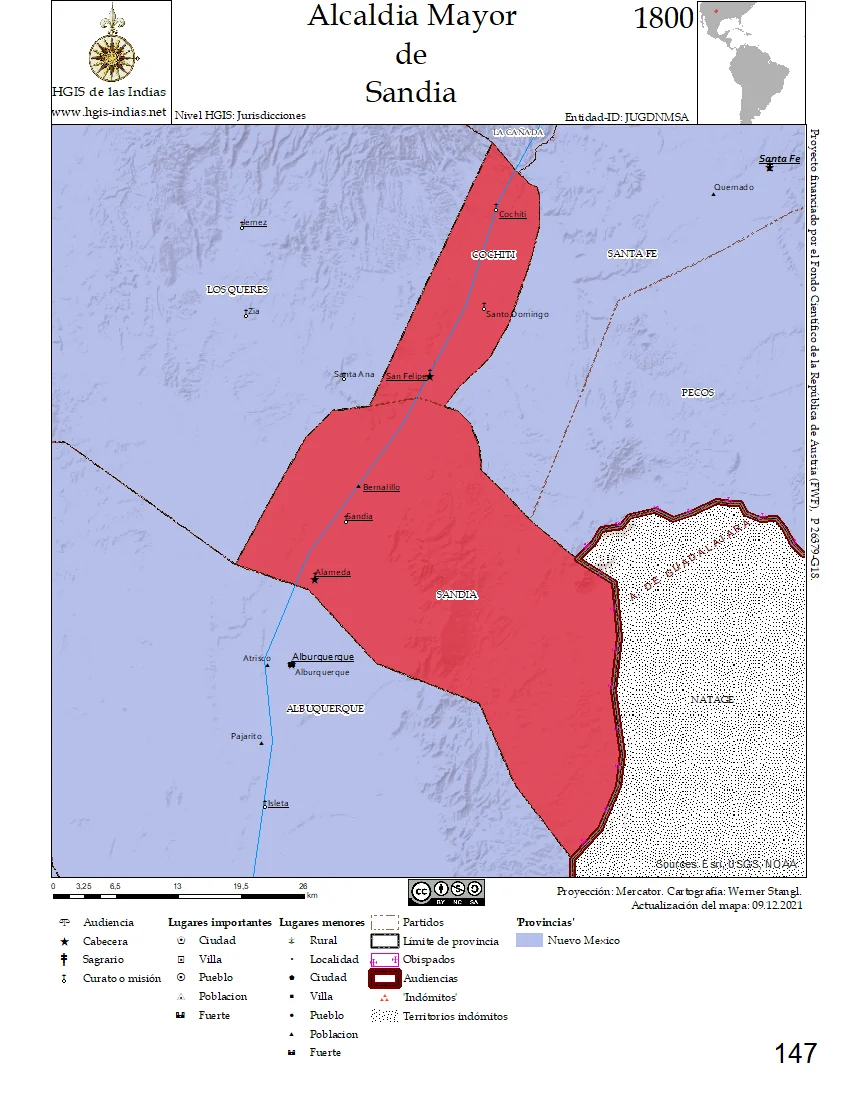 Alcaldia Mayor
de
Sandia
1800
HGIS de las Indias
www.hgis-indias.net
Nivel HGIS: Jurisdicciones
Entidad-ID: JUGDNMSA
LA CAÑADA
Santa Fe
Quemado
Cochiti
Jemez
COCHITI
SANTA FE
LOS QUERES
Zia
Santo Domingo
Santa Ana
San Felipe
PECOS
Bernalillo
Sandia
A. DE GUADALAJARA
Alameda
SANDIA
Atrisco
Alburquerque
Alburquerque
NATAGE
ALBUQUERQUE
Pajarito
Isleta
Sources: Esri, USGS, NOAA
Proyecto financiado por el Fondo Científico de la República de Austria (FWF), P 26379-G18.
0 3,25 6,5 13 19,5 26
km
CC BY NC SA
Proyección: Mercator. Cartografía: Werner Stangl.
Actualización del mapa: 09.12.2021
Audiencia
Cabecera
Sagrario
Curato o misión
Lugares importantes
Ciudad
Villa
Pueblo
Poblacion
Fuerte
Lugares menores
Rural
Localidad
Ciudad
Villa
Pueblo
Poblacion
Fuerte
Partidos
Límite de provincia
Obispados
Audiencias
'Indómitos'
Territorios indómitos
'Provincias'
Nuevo Mexico
147